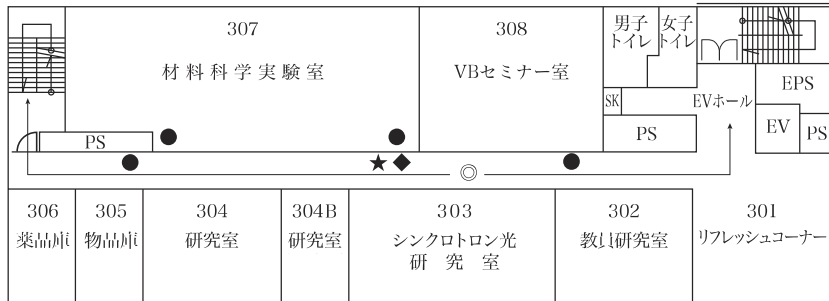 307
材料科学実験室
308
VBセミナー室
男子
トイレ
女子
トイレ
SK
EVホール
EPS
EV
PS
PS
PS
306
薬品庫
305
物品庫
304
研究室
304B
研究室
303
シンクロトロン光
研究室
302
教員研究室
301
リフレッシュコーナー